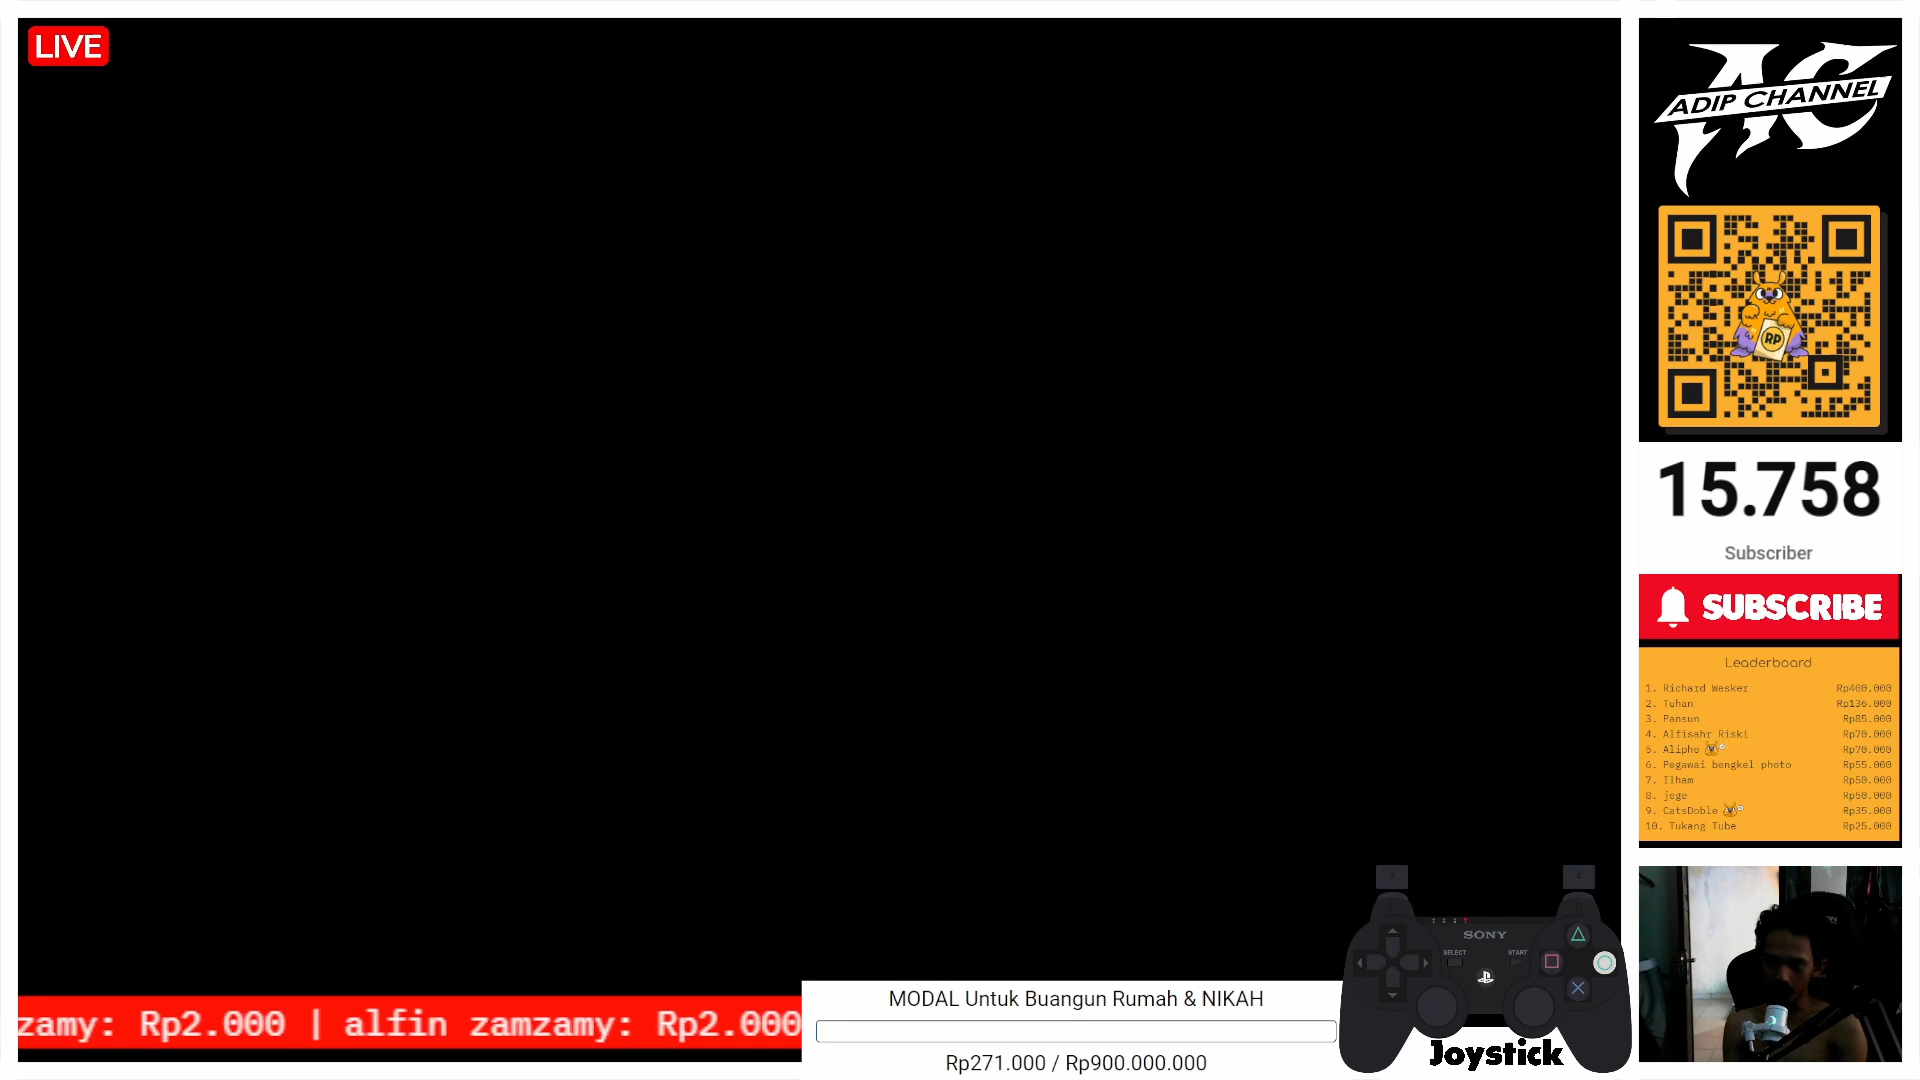 LIVE
ADIP CHANNEL
RP
15.758
Subscriber
SUBSCRIBE
Leaderboard
1. Richard Wesker Rp400.000
2. Tuhan Rp136.000
3. Pansun Rp85.000
4. Alfisahr Riski Rp70.000
5. Aliphe Rp70.000
6. Pegawai bengkel photo Rp55.000
7. Ilham Rp50.000
8. jege Rp50.000
9. CatsDoble Rp35.000
10. Tukang Tube Rp25.000
zamy: Rp2.000 | alfin zamzamy: Rp2.000
MODAL Untuk Buangun Rumah & NIKAH
Rp271.000 / Rp900.000.000
2 2
SONY
SELECT START
Joystick